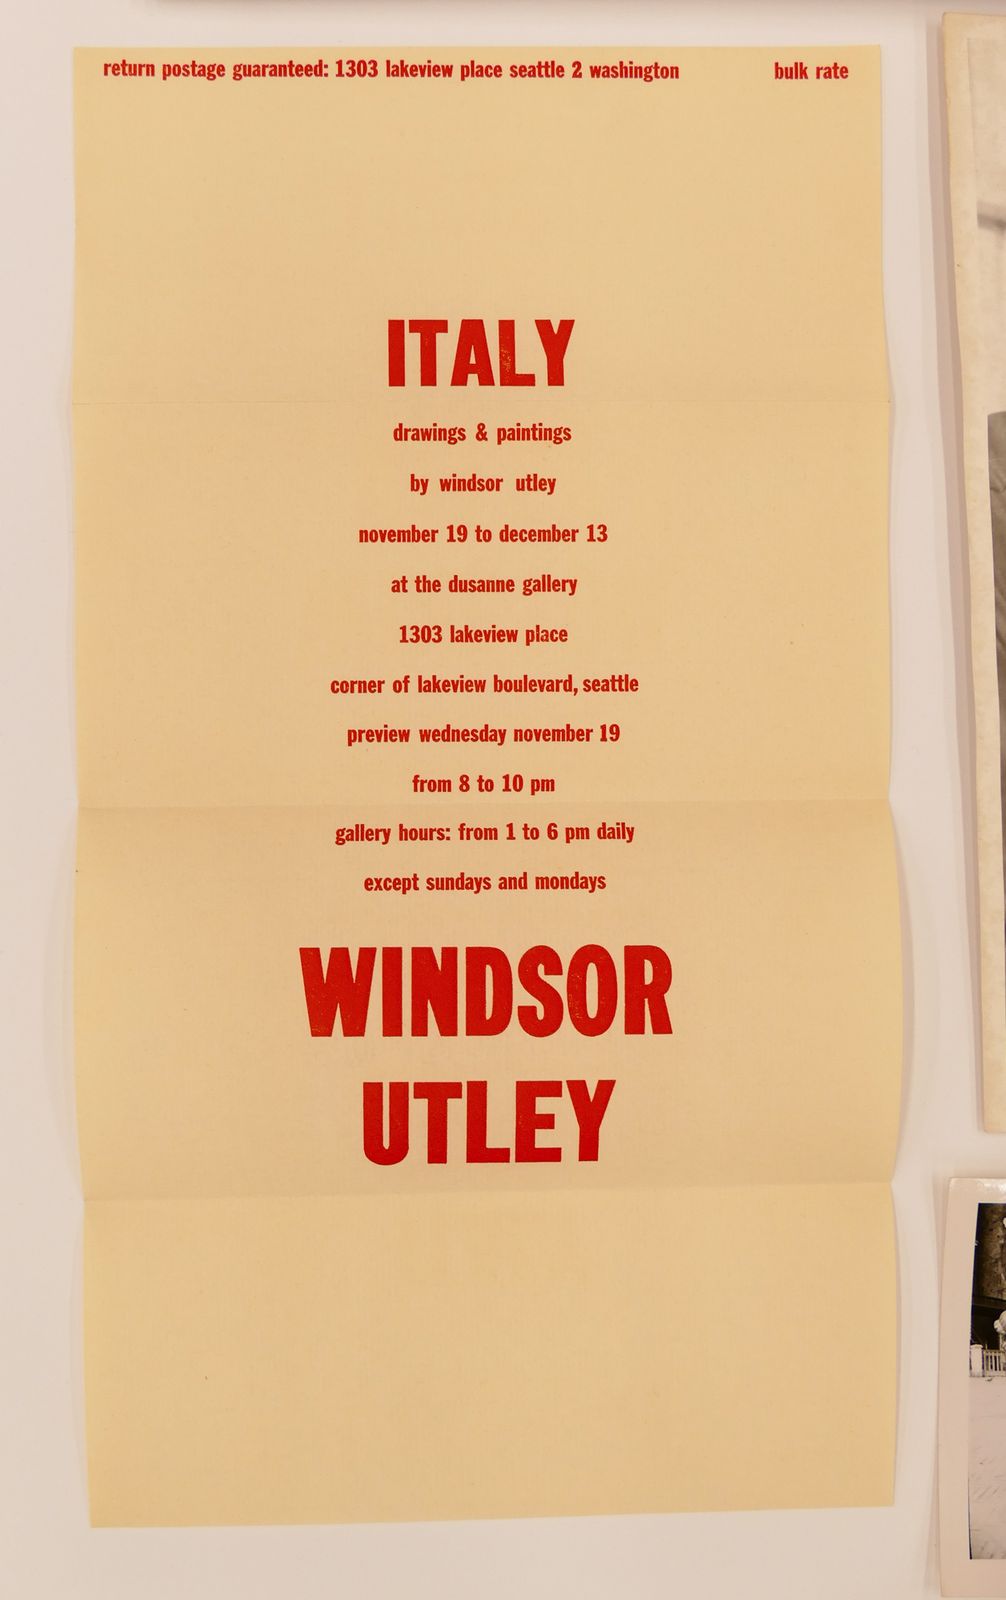 return postage guaranteed: 1303 lakeview place seattle 2 washington bulk rate
ITALY
drawings & paintings
by windsor utley
november 19 to december 13
at the dusanne gallery
1303 lakeview place
corner of lakeview boulevard, seattle
preview wednesday november 19
from 8 to 10 pm
gallery hours: from 1 to 6 pm daily
except sundays and mondays
WINDSOR
UTLEY